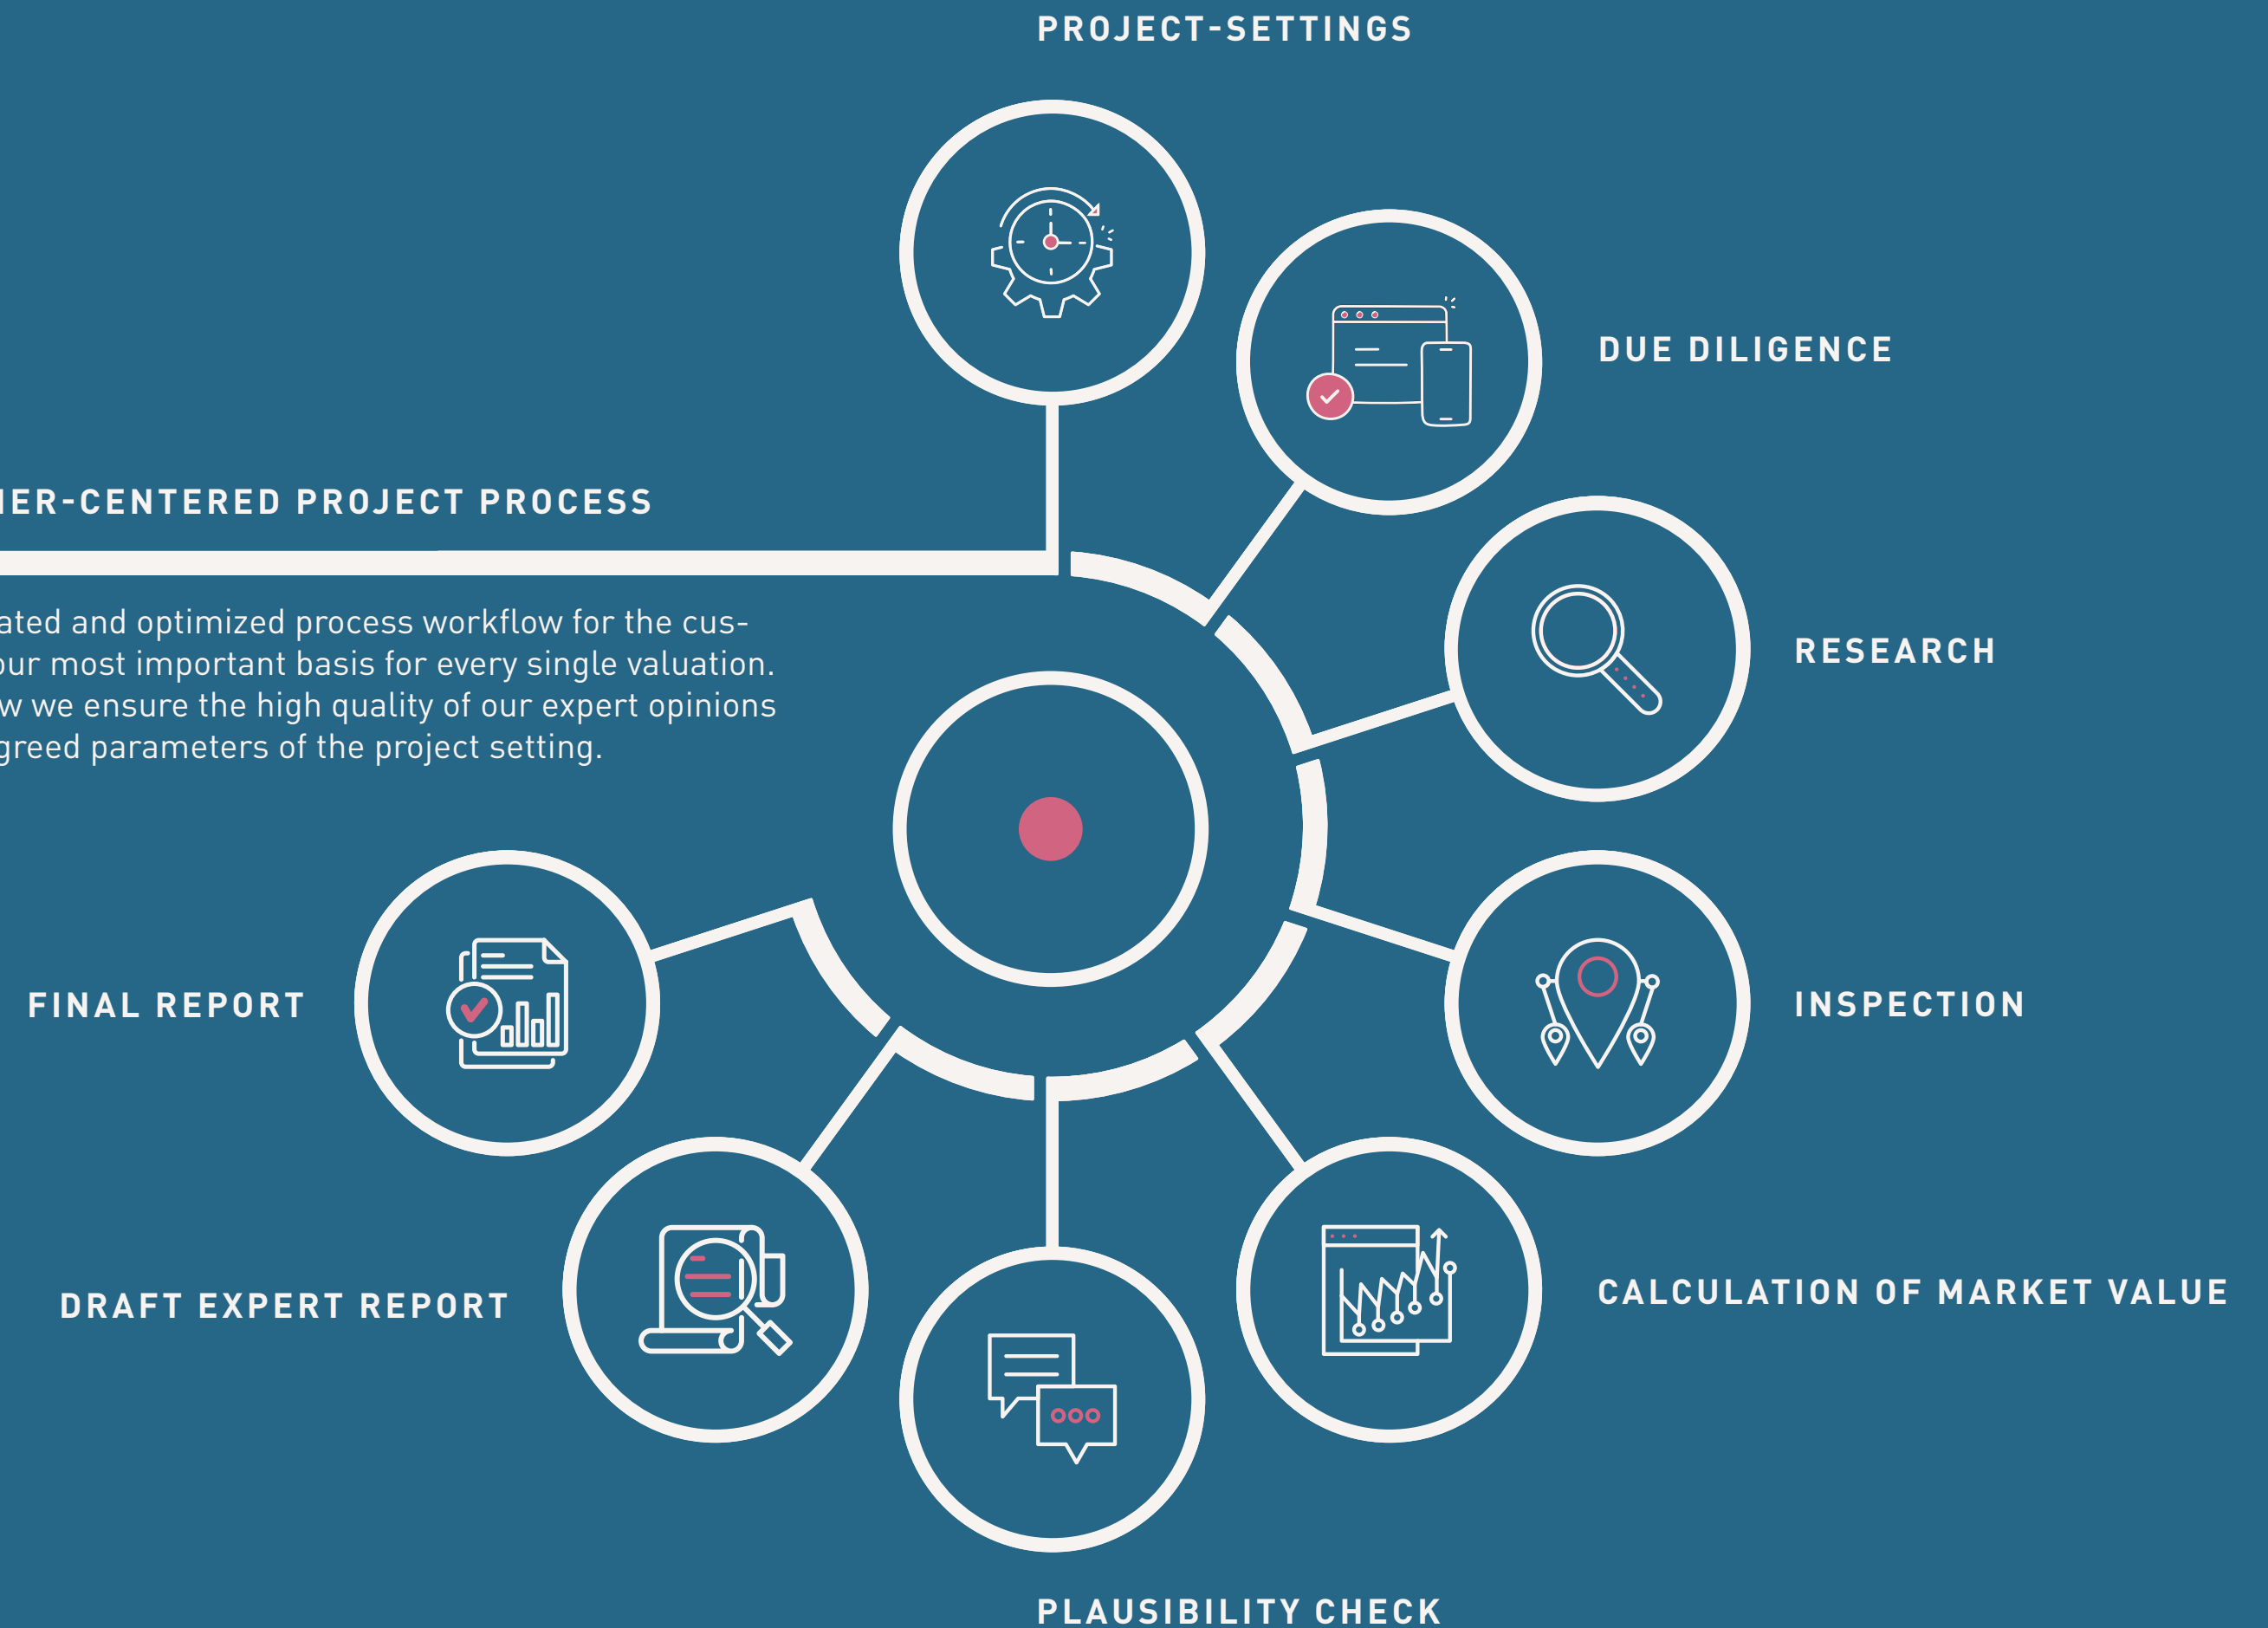 PROJECT-SETTINGS
DUE DILIGENCE
ER-CENTERED PROJECT PROCESS
and optimized process workflow for the cus-
our most important basis for every single valuation.
we ensure the high quality of our expert opinions
parameters of the project setting.
RESEARCH
INSPECTION
FINAL REPORT
CALCULATION OF MARKET VALUE
DRAFT EXPERT REPORT
PLAUSIBILITY CHECK